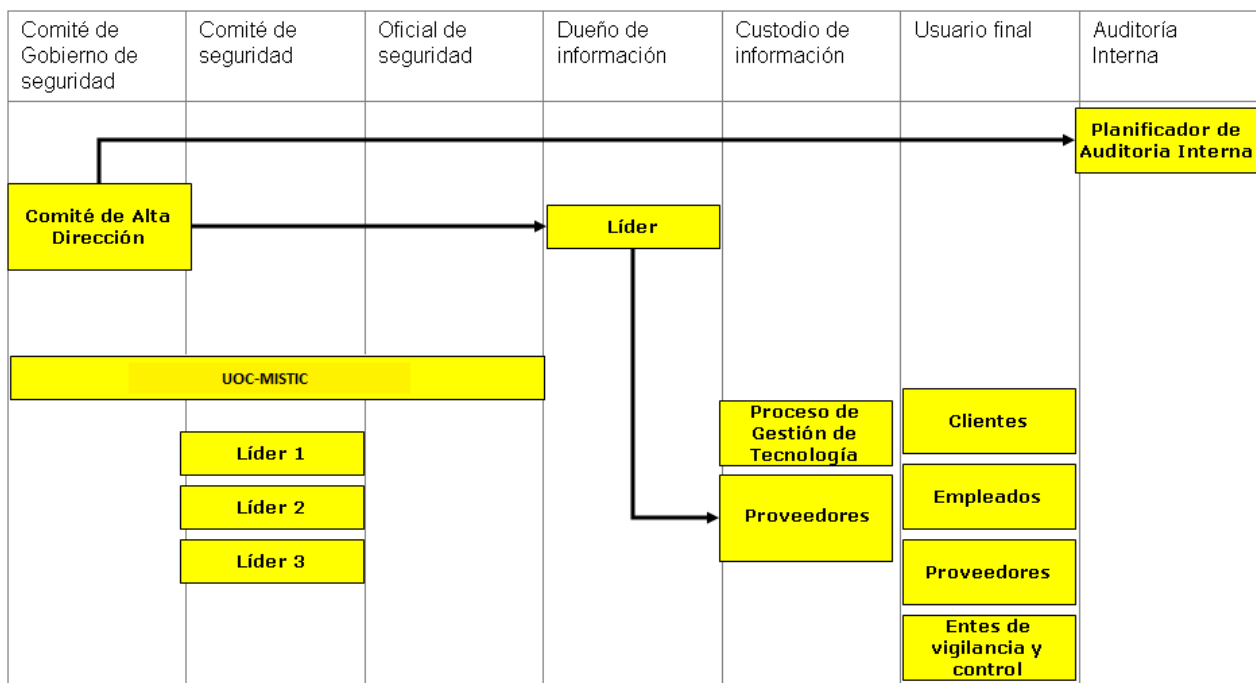 Comité de
Gobierno de
seguridad
Comité de
seguridad
Oficial de
seguridad
Dueño de
información
Custodio de
información
Usuario final
Auditoría
Interna
Planificador de
Auditoria Interna
Comité de Alta
Dirección
Líder
UOC-MISTIC
Líder 1
Líder 2
Líder 3
Proceso de
Gestión de
Tecnología
Proveedores
Clientes
Empleados
Proveedores
Entes de
vigilancia y
control